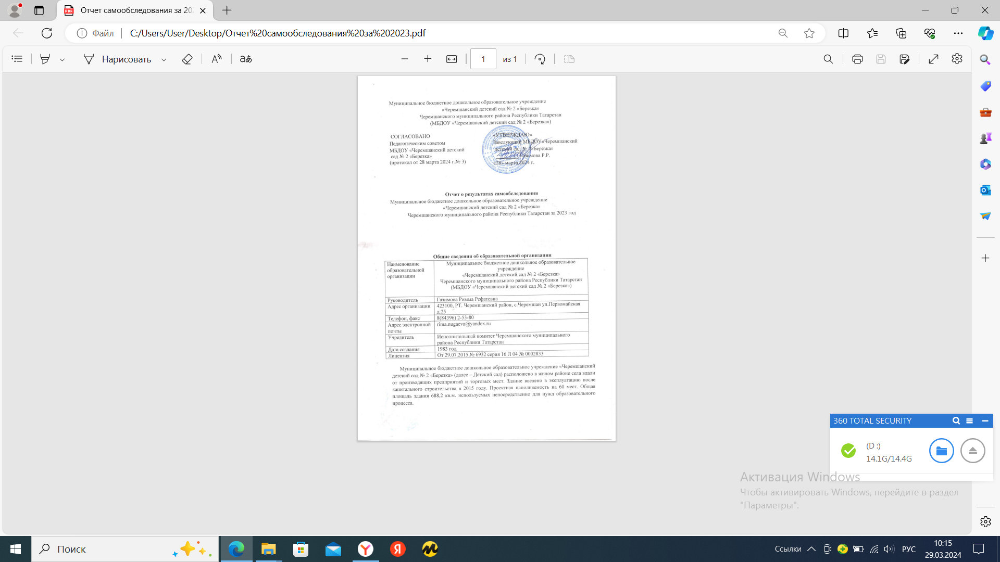 Отчет самообследования за 202
Файл
C:/Users/User/Desktop/Отчет%20самообследования%20за%202023.pdf
Нарисовать
аあ
1 из 1
Муниципальное бюджетное дошкольное образовательное учреждение
«Черемшанский детский сад № 2 «Березка»
Черемшанского муниципального района Республики Татарстан
(МБДОУ «Черемшанский детский сад № 2 «Березка»)
СОГЛАСОВАНО
Педагогическим советом
МБДОУ «Черемшанский детский
сад № 2 «Березка»
(протокол от 28 марта 2024 г.№ 3)
«УТВЕРЖДАЮ»
Заведующий МБДОУ«Черемшанский
детский сад № 2«Берёзка»
Газимова Р.Р.
«28» марта 2024 г.
Отчет о результатах самообследования
Муниципальное бюджетное дошкольное образовательное учреждение
«Черемшанский детский сад № 2 «Березка»
Черемшанского муниципального района Республики Татарстан за 2023 год
Общие сведения об образовательной организации
Наименование
образовательной
организации
Муниципальное бюджетное дошкольное образовательное
учреждение
«Черемшанский детский сад № 2 «Березка»
Черемшанского муниципального района Республики Татарстан
(МБДОУ «Черемшанский детский сад № 2 «Березка»)
Руководитель
Газимова Римма Рефатевна
Адрес организации
423100, РТ. Черемшанский район, с.Черемшан ул.Первомайская
д.25
Телефон, факс
8(84396) 2-53-80
Адрес электронной
почты
rima.nugaeva@yandex.ru
Учредитель
Исполнительный комитет Черемшанского муниципального
района Республики Татарстан
Дата создания
1983 год
Лицензия
От 29.07.2015 № 6932 серия 16 Л 04 № 0002833
Муниципальное бюджетное дошкольное образовательное учреждение «Черемшанский
детский сад № 2 «Березка» (далее – Детский сад) расположено в жилом районе села вдали
от производящих предприятий и торговых мест. Здание введено в эксплуатацию после
капитального строительства в 2015 году. Проектная наполняемость на 60 мест. Общая
площадь здания 688,2 кв.м. используемых непосредственно для нужд образовательного
процесса.
360 TOTAL SECURITY
(D :)
14.1G/14.4G
Активация Windows
Чтобы активировать Windows, перейдите в раздел
"Параметры".
Поиск
Ссылки
РУС
10:15
29.03.2024